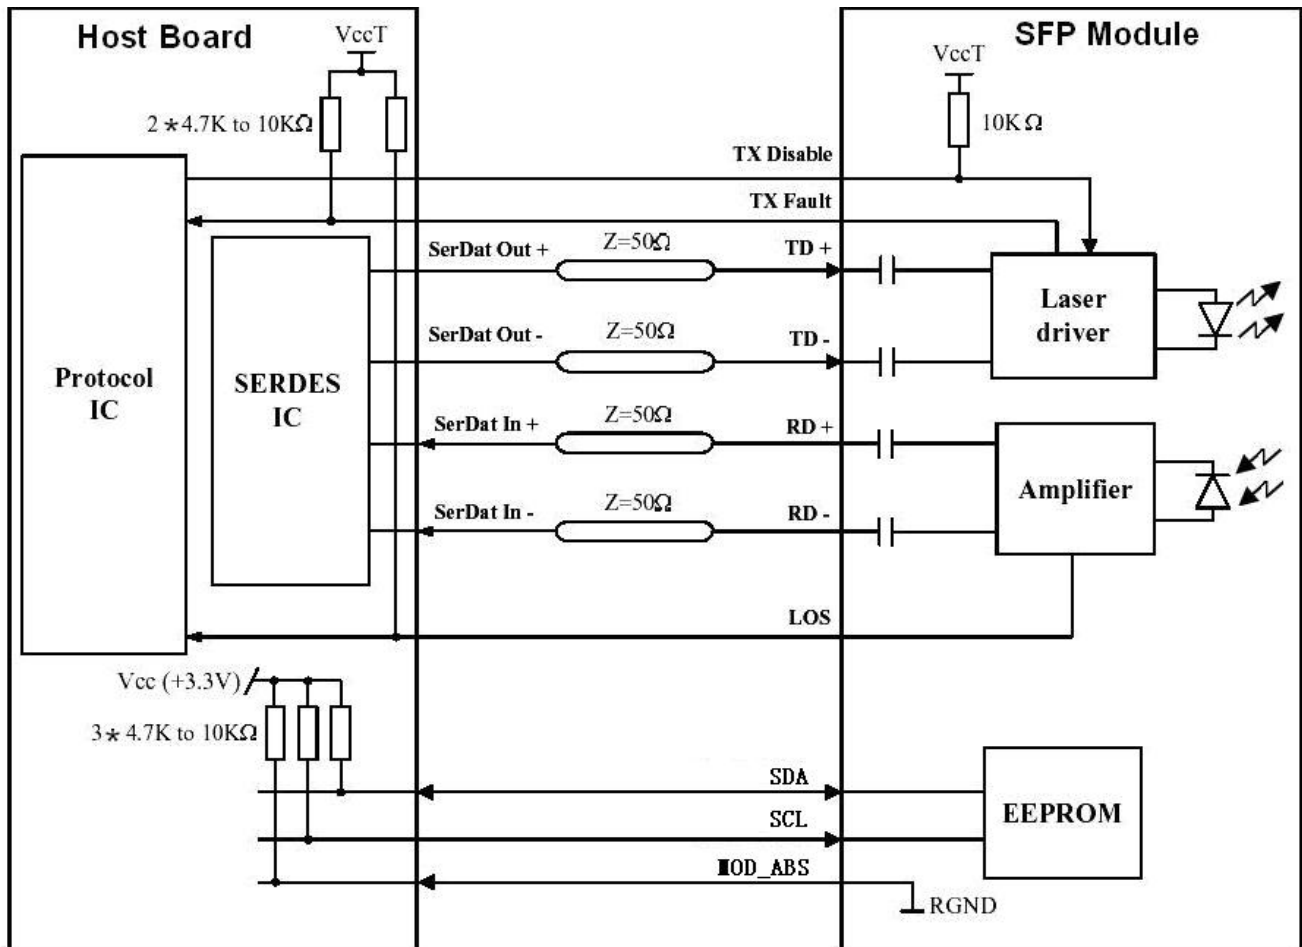 Host Board
VccT
SFP Module
VccT
2*4.7K to 10KΩ
10KΩ
TX Disable
TX Fault
SerDat Out +
Z=50Ω
TD +
Laser
driver
SerDat Out -
Z=50Ω
TD -
Protocol
IC
SERDES
IC
SerDat In +
Z=50Ω
RD +
Amplifier
SerDat In -
Z=50Ω
RD -
LOS
Vcc (+3.3V)
3*4.7K to 10KΩ
SDA
SCL
EEPROM
MOD_ABS
RGND